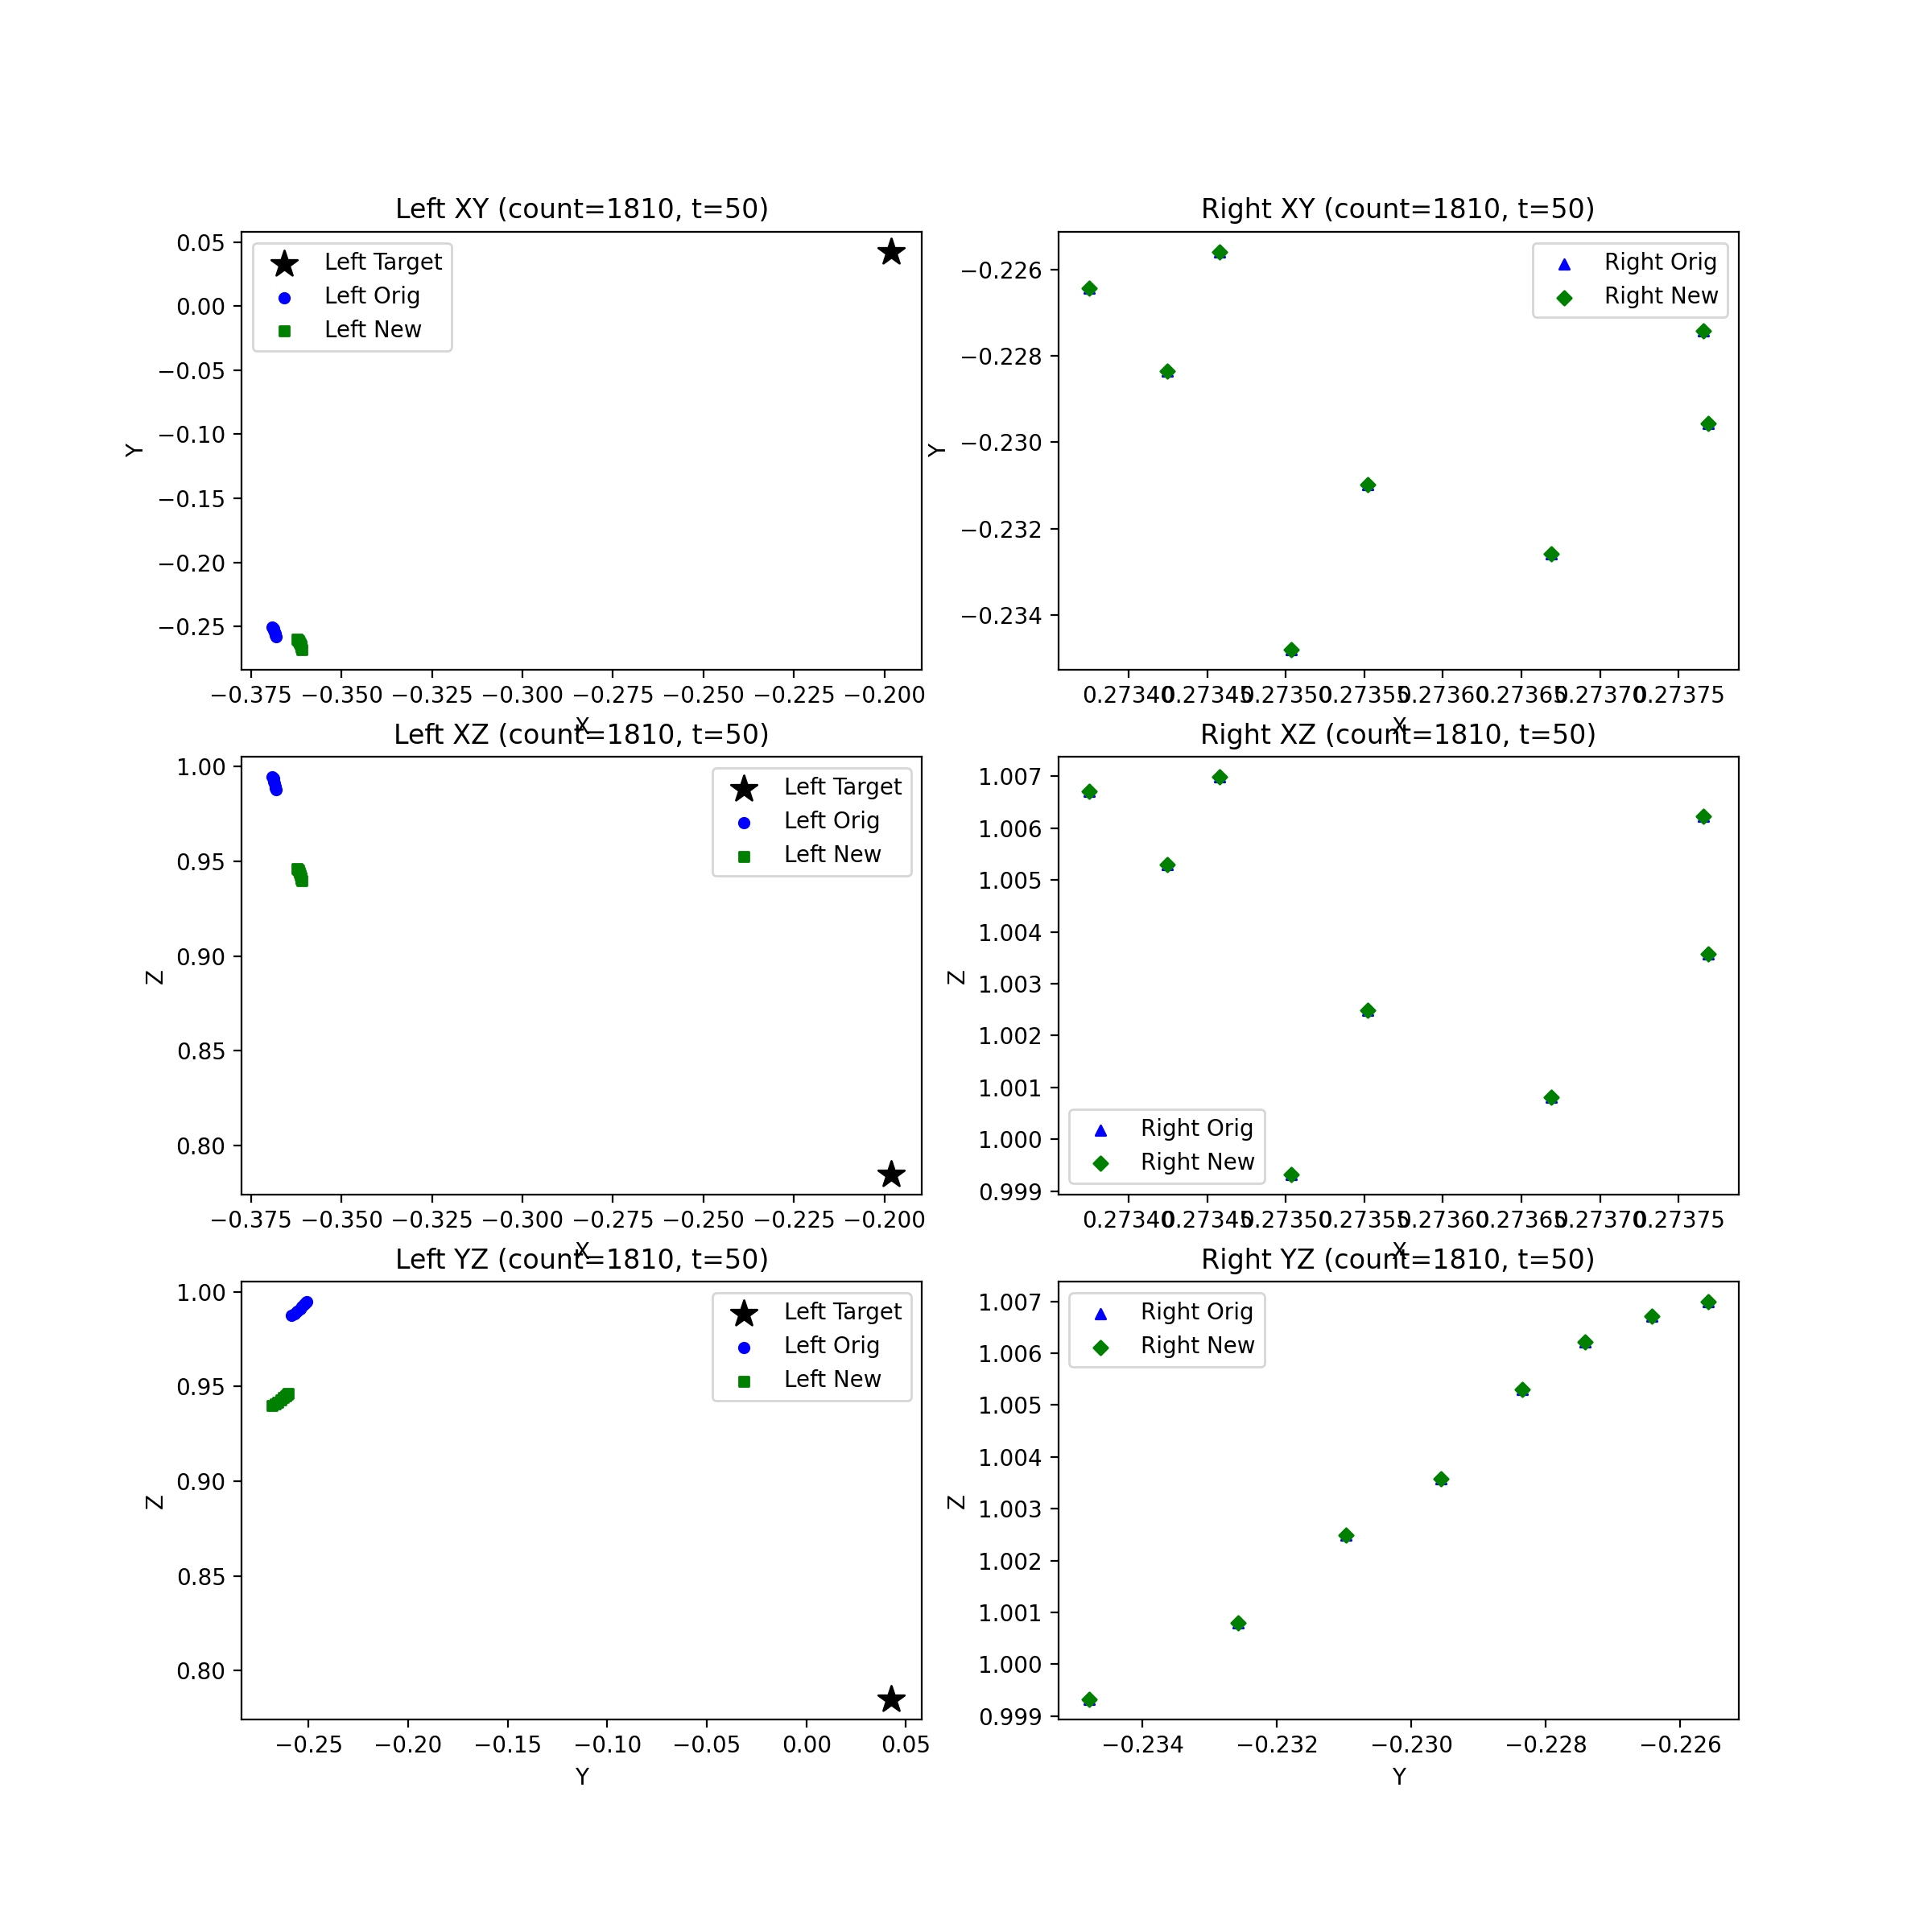 Left XY (count=1810, t=50)
Left Target
Left Orig
Left New
0.05
0.00
−0.05
−0.10
−0.15
−0.20
−0.25
Y
−0.375 −0.350 −0.325 −0.300 −0.275 −0.250 −0.225 −0.200
X
Right XY (count=1810, t=50)
Right Orig
Right New
−0.226
−0.228
−0.230
−0.232
−0.234
Y
0.27340 0.27345 0.27350 0.27355 0.27360 0.27365 0.27370 0.27375
X
Left XZ (count=1810, t=50)
Left Target
Left Orig
Left New
1.00
0.95
0.90
0.85
0.80
Z
−0.375 −0.350 −0.325 −0.300 −0.275 −0.250 −0.225 −0.200
X
Right XZ (count=1810, t=50)
1.007
1.006
1.005
1.004
1.003
1.002
1.001
1.000
0.999
Z
Right Orig
Right New
0.27340 0.27345 0.27350 0.27355 0.27360 0.27365 0.27370 0.27375
X
Left YZ (count=1810, t=50)
Left Target
Left Orig
Left New
1.00
0.95
0.90
0.85
0.80
Z
−0.25 −0.20 −0.15 −0.10 −0.05 0.00 0.05
Y
Right YZ (count=1810, t=50)
Right Orig
Right New
1.007
1.006
1.005
1.004
1.003
1.002
1.001
1.000
0.999
Z
−0.234 −0.232 −0.230 −0.228 −0.226
Y